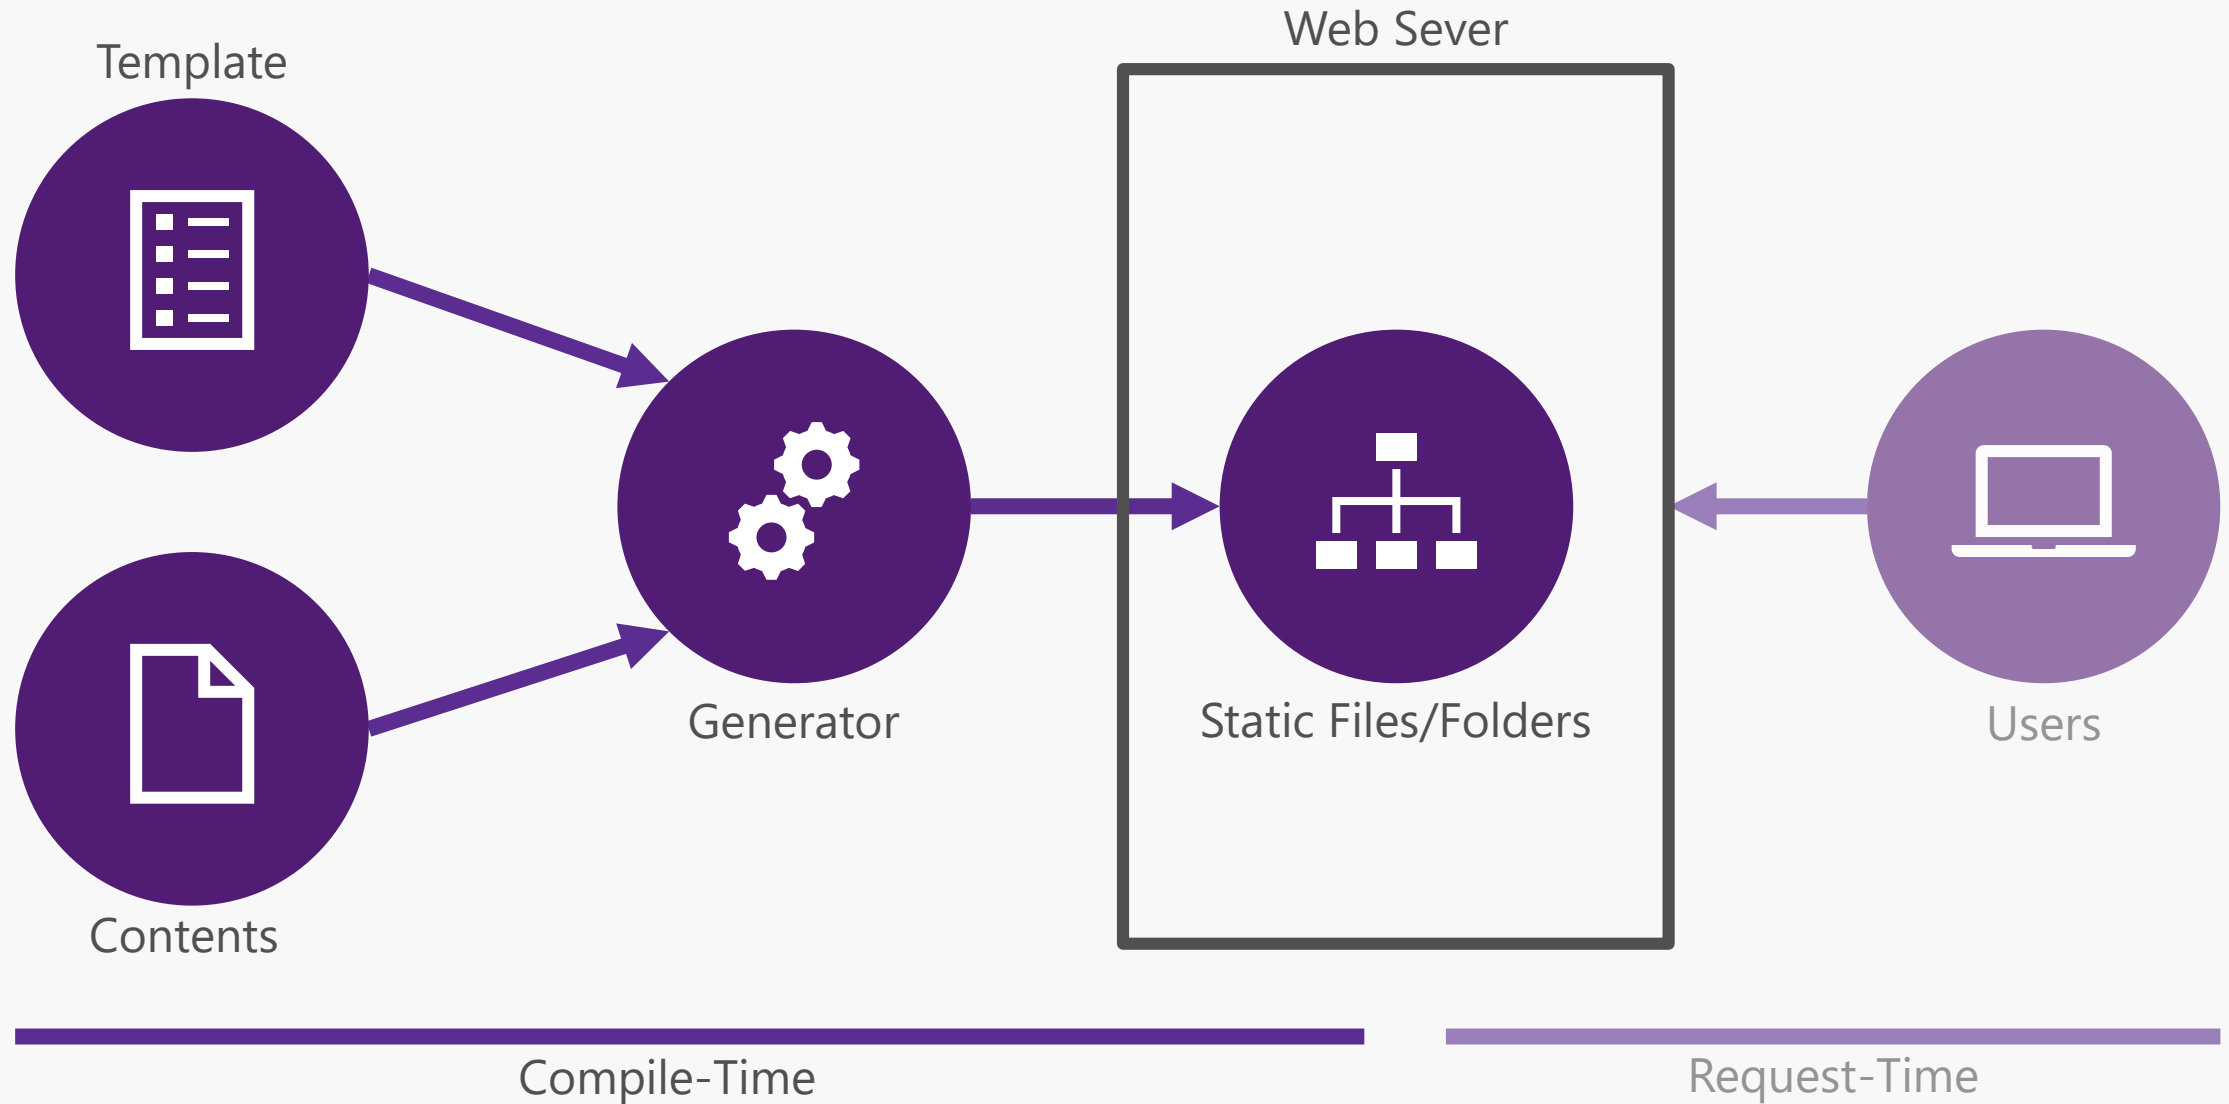 Web Sever
Template
Generator
Static Files/Folders
Users
Contents
Compile-Time
Request-Time